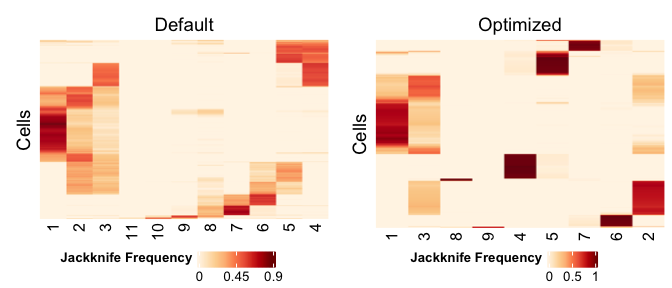 Default
Optimized
Cells
Cells
1 2 3 11 10 9 8 7 6 5 4
1 3 8 9 4 5 7 6 2
Jackknife Frequency
0 0.45 0.9
Jackknife Frequency
0 0.5 1